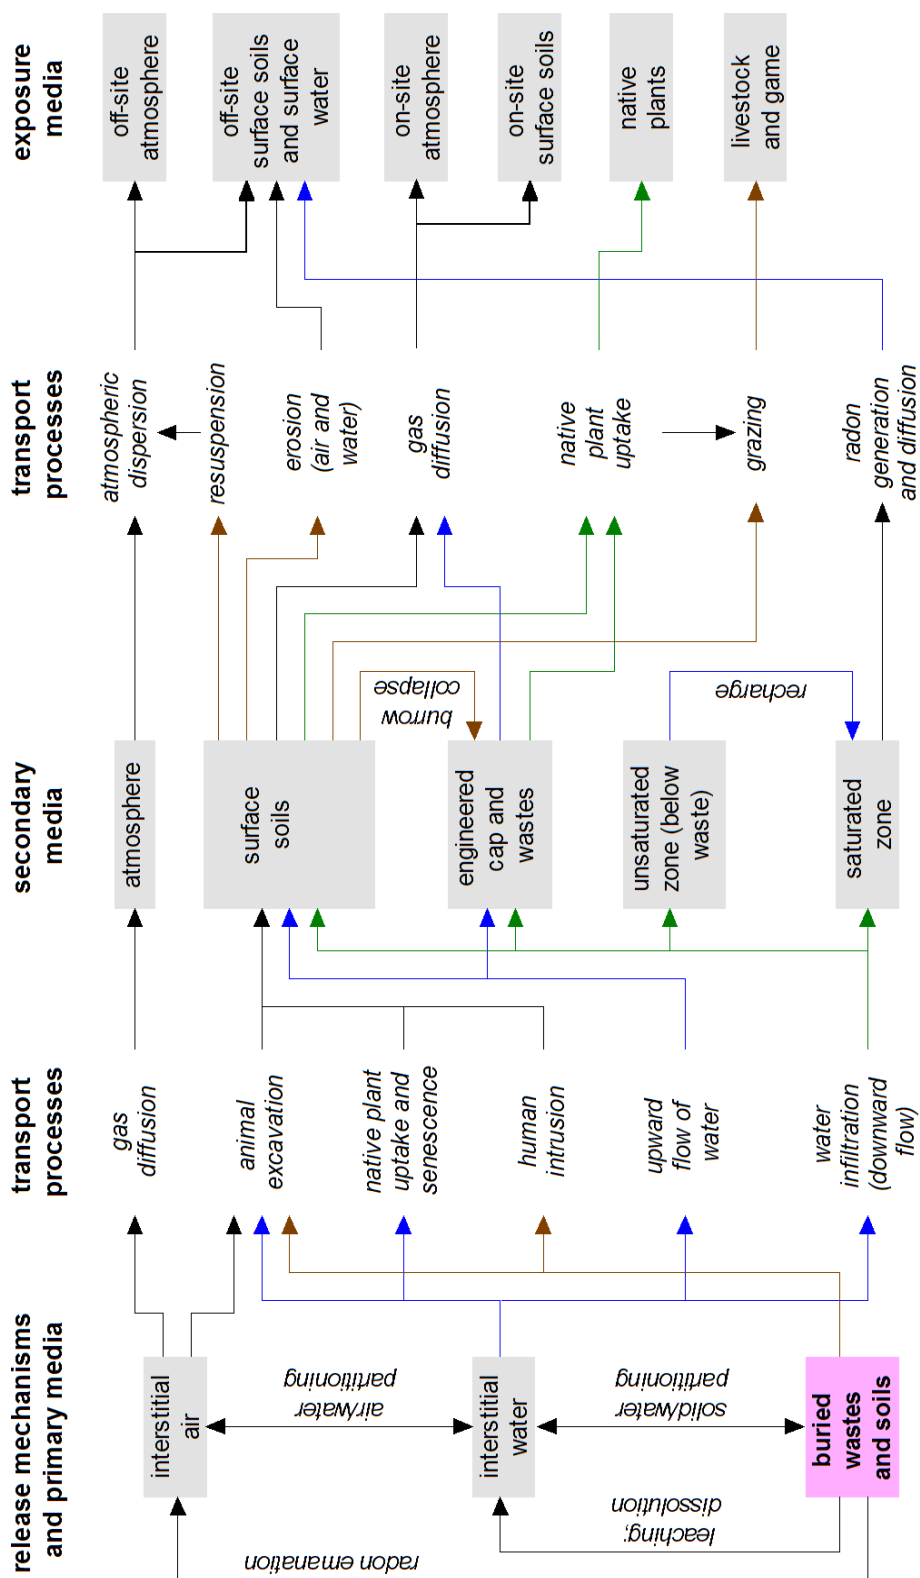 release mechanisms
and primary media
transport
processes
secondary
media
transport
processes
exposure
media
radon emanation
leaching;
dissolution
interstitial
air
air/water
partitioning
interstitial
water
solid/water
partitioning
buried
wastes
and soils
gas
diffusion
animal
excavation
native plant
uptake and
senescence
human
intrusion
upward
flow of
water
water
infiltration
(downward
flow)
atmosphere
surface
soils
burrow
collapse
engineered
cap and
wastes
unsaturated
zone (below
waste)
recharge
saturated
zone
atmospheric
dispersion
resuspension
erosion
(air and
water)
gas
diffusion
native
plant
uptake
grazing
radon
generation
and diffusion
off-site
atmosphere
off-site
surface soils
and surface
water
on-site
atmosphere
on-site
surface soils
native
plants
livestock
and game